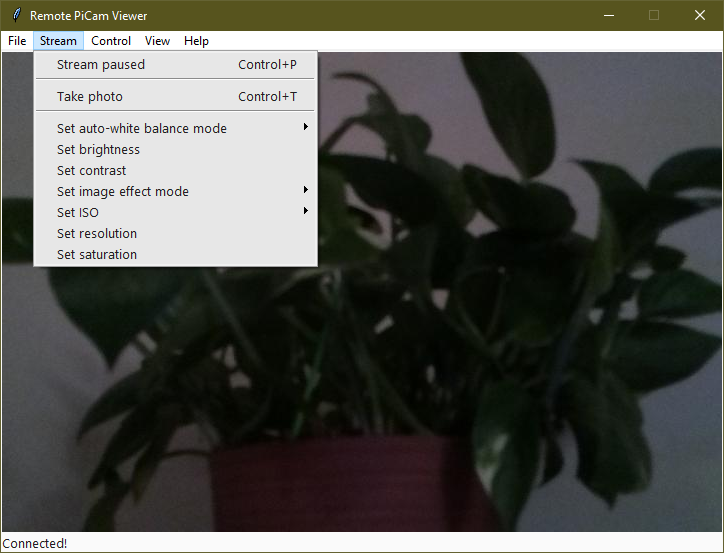 Remote PiCam Viewer
File Stream Control View Help
Stream paused Control+P
Take photo Control+T
Set auto-white balance mode
Set brightness
Set contrast
Set image effect mode
Set ISO
Set resolution
Set saturation
Connected!